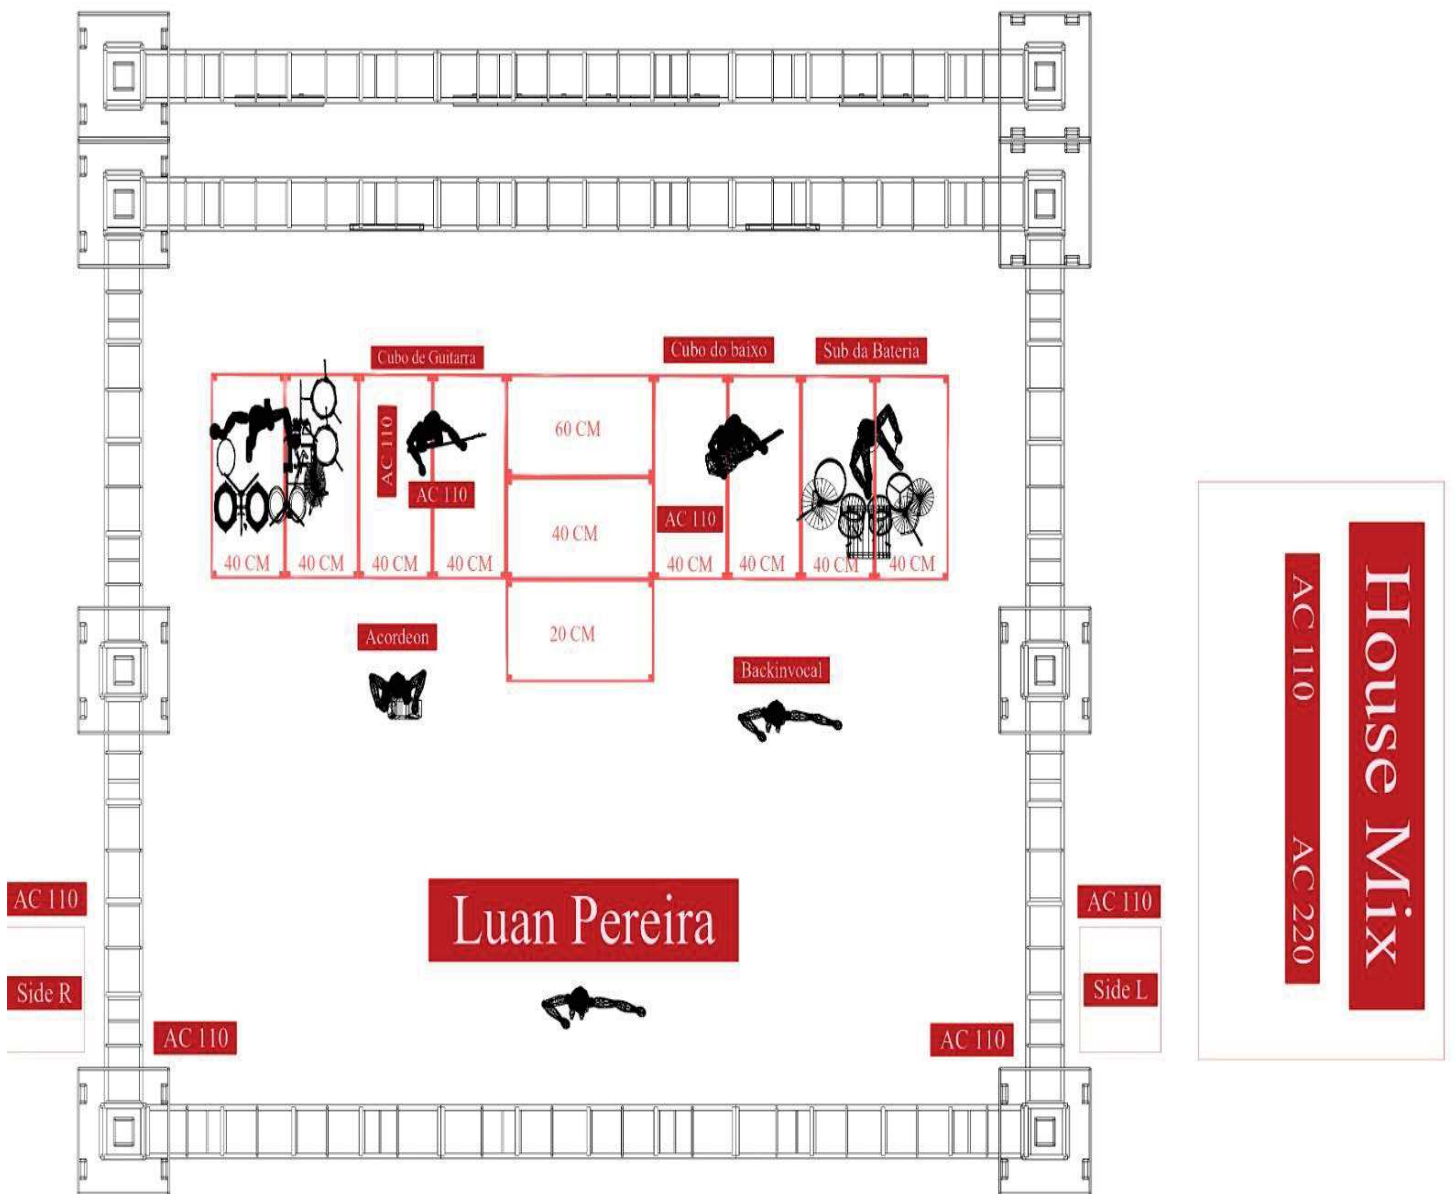 Cubo de Guitarra
Cubo do baixo
Sub da Bateria
AC 110
AC 110
60 CM
AC 110
40 CM
40 CM
40 CM
40 CM
40 CM
40 CM
40 CM
40 CM
40 CM
20 CM
Acordeon
Backinvocal
House Mix
AC 110
AC 220
AC 110
Luan Pereira
AC 110
Side R
Side L
AC 110
AC 110